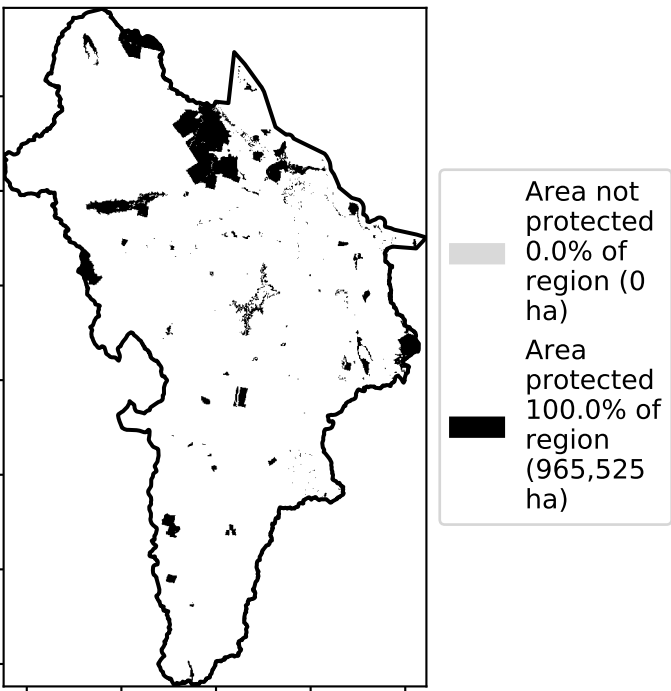 Area not
protected
0.0% of
region (0
ha)
Area
protected
100.0% of
region
(965,525
ha)